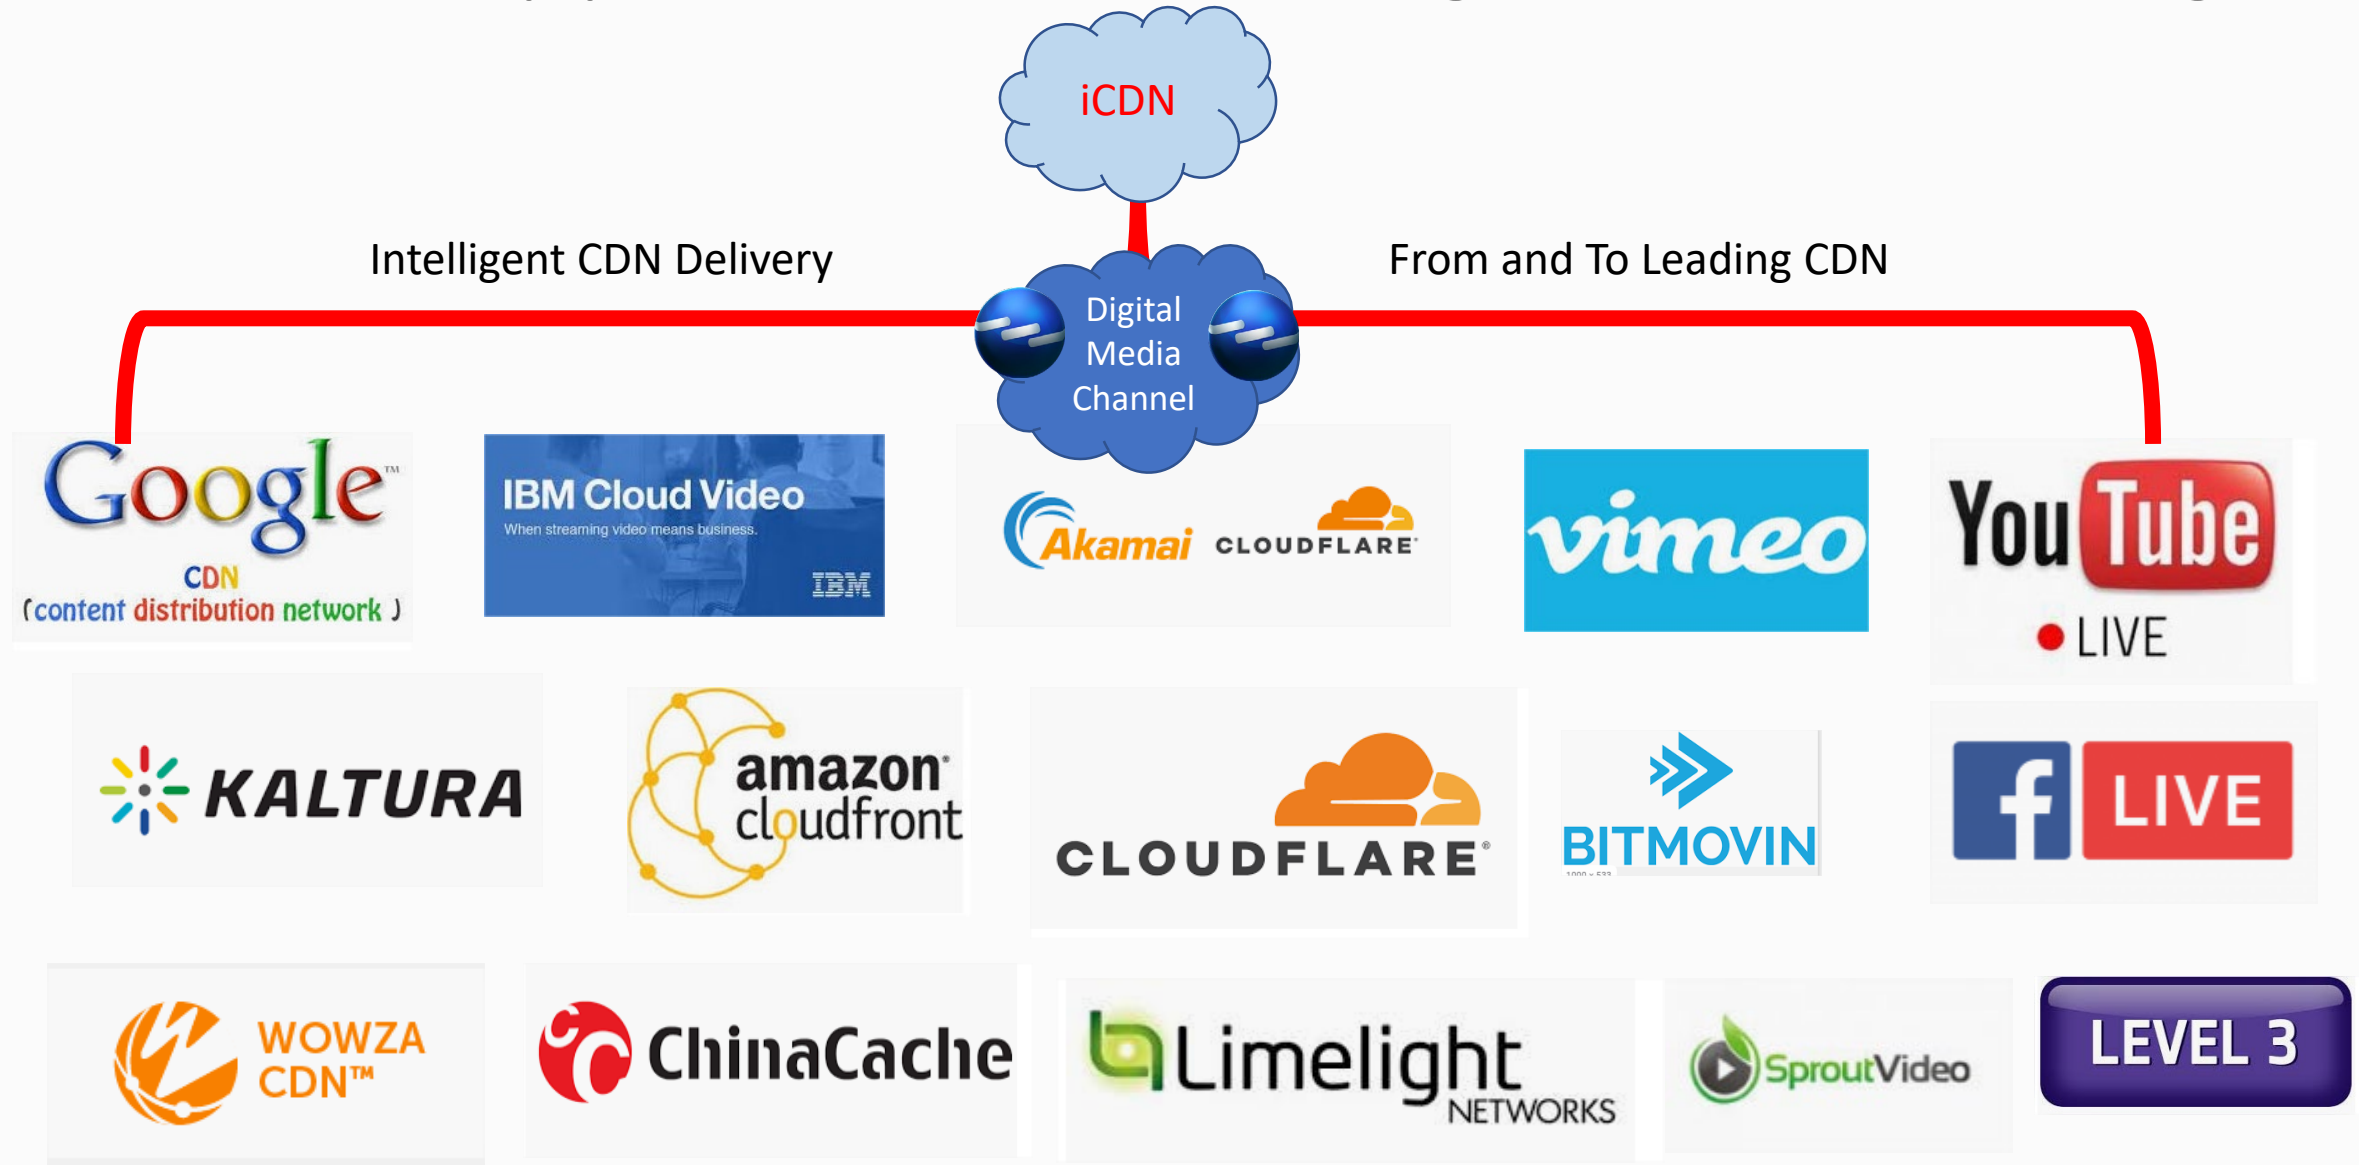 iCDN
Intelligent CDN Delivery
From and To Leading CDN
Digital
Media
Channel
Google™
CDN
(content distribution network)
IBM Cloud Video
When streaming video means business.
IBM
Akamai
CLOUDFLARE
vimeo
YouTube
LIVE
KALTURA
amazon
cloudfront
CLOUDFLARE®
BITMOVIN
f LIVE
WOWZA
CDN™
ChinaCache
Limelight
NETWORKS
SproutVideo
LEVEL 3